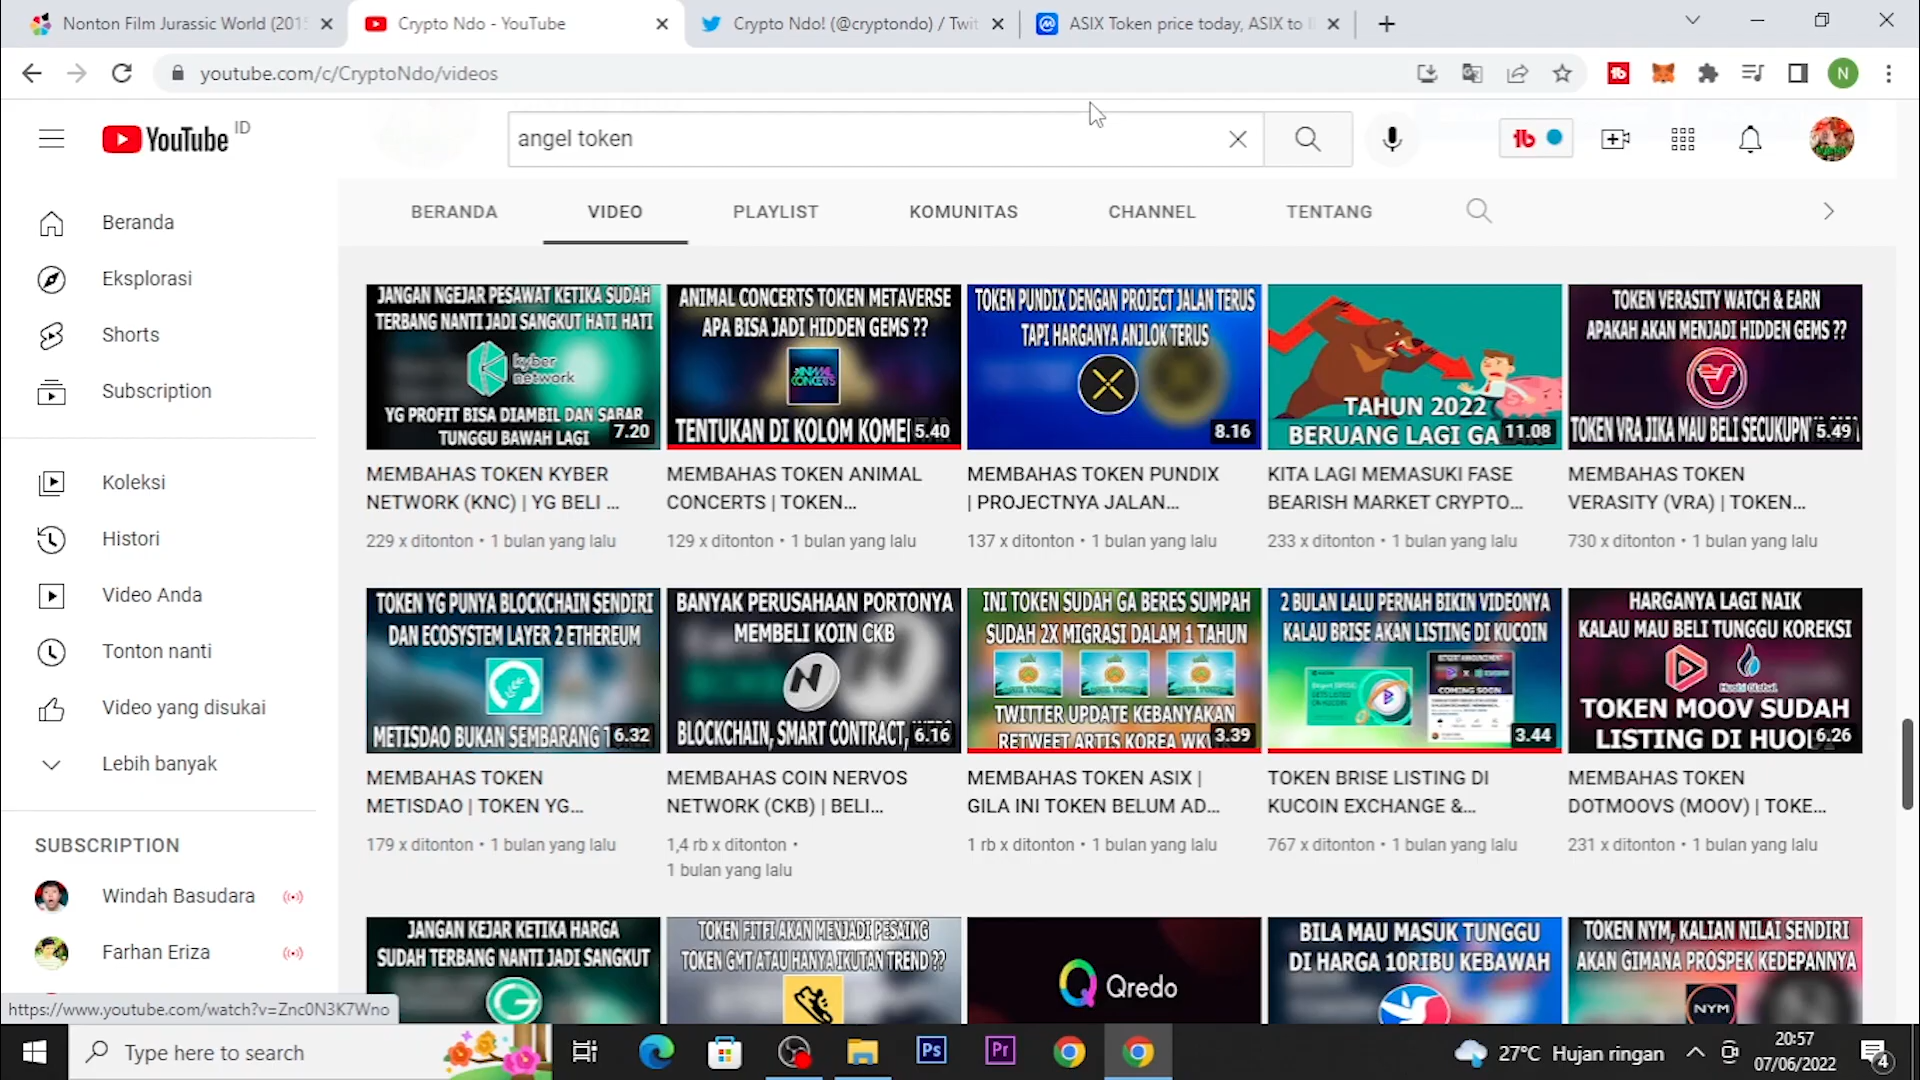 Nonton Film Jurassic World (201
Crypto Ndo - YouTube
Crypto Ndo! (@cryptondo) / Twit
ASIX Token price today, ASIX to
youtube.com/c/CryptoNdo/videos
YouTube ID
angel token
BERANDA VIDEO PLAYLIST KOMUNITAS CHANNEL TENTANG
Beranda
Eksplorasi
Shorts
Subscription
Koleksi
Histori
Video Anda
Tonton nanti
Video yang disukai
Lebih banyak
SUBSCRIPTION
Windah Basudara
Farhan Eriza
JANGAN NGEJAR PESAWAT KETIKA SUDAH
TERBANG NANTI JADI SANGKUT HATI HATI
kyber
network
YG PROFIT BISA DIAMBIL DAN SABAR
TUNGGU BAWAH LAGI
7.20
MEMBAHAS TOKEN KYBER
NETWORK (KNC) | YG BELI ...
229 x ditonton • 1 bulan yang lalu
ANIMAL CONCERTS TOKEN METAVERSE
APA BISA JADI HIDDEN GEMS ??
ANIMAL
CONCERTS
TENTUKAN DI KOLOM KOME
5.40
MEMBAHAS TOKEN ANIMAL
CONCERTS | TOKEN...
129 x ditonton • 1 bulan yang lalu
TOKEN PUNDIX DENGAN PROJECT JALAN TERUS
TAPI HARGANYA ANJLOK TERUS
8.16
MEMBAHAS TOKEN PUNDIX
| PROJECTNYA JALAN...
137 x ditonton • 1 bulan yang lalu
TAHUN 2022
BERUANG LAGI GA
11.08
KITA LAGI MEMASUKI FASE
BEARISH MARKET CRYPTO...
233 x ditonton • 1 bulan yang lalu
TOKEN VERASITY WATCH & EARN
APAKAH AKAN MENJADI HIDDEN GEMS ??
TOKEN VRA JIKA MAU BELI SECUKUPN
5.49
MEMBAHAS TOKEN
VERASITY (VRA) | TOKEN...
730 x ditonton • 1 bulan yang lalu
TOKEN YG PUNYA BLOCKCHAIN SENDIRI
DAN ECOSYSTEM LAYER 2 ETHEREUM
METISDAO BUKAN SEMBARANG T
6.32
MEMBAHAS TOKEN
METISDAO | TOKEN YG...
179 x ditonton • 1 bulan yang lalu
BANYAK PERUSAHAAN PORTONYA
MEMBELI KOIN CKB
BLOCKCHAIN, SMART CONTRACT,
6.16
MEMBAHAS COIN NERVOS
NETWORK (CKB) | BELI...
1,4 rb x ditonton •
1 bulan yang lalu
INI TOKEN SUDAH GA BERES SUMPAH
SUDAH 2X MIGRASI DALAM 1 TAHUN
TWITTER UPDATE KEBANYAKAN
RETWEET ARTIS KOREA WK
3.39
MEMBAHAS TOKEN ASIX |
GILA INI TOKEN BELUM AD...
1 rb x ditonton • 1 bulan yang lalu
2 BULAN LALU PERNAH BIKIN VIDEONYA
KALAU BRISE AKAN LISTING DI KUCOIN
COMING SOON
3.44
TOKEN BRISE LISTING DI
KUCOIN EXCHANGE &...
767 x ditonton • 1 bulan yang lalu
HARGANYA LAGI NAIK
KALAU MAU BELI TUNGGU KOREKSI
Huobi Global
TOKEN MOOV SUDAH
LISTING DI HUO
6.26
MEMBAHAS TOKEN
DOTMOOVS (MOOV) | TOKE...
231 x ditonton • 1 bulan yang lalu
JANGAN KEJAR KETIKA HARGA
SUDAH TERBANG NANTI JADI SANGKUT
TOKEN FITFI AKAN MENJADI PESAING
TOKEN GMT ATAU HANYA IKUTAN TREND ??
Qredo
BILA MAU MASUK TUNGGU
DI HARGA 10RIBU KEBAWAH
TOKEN NYM, KALIAN NILAI SENDIRI
AKAN GIMANA PROSPEK KEDEPANNYA
NYM
https://www.youtube.com/watch?v=Znc0N3K7Wno
Type here to search
Ps
Pr
27°C Hujan ringan
20:57
07/06/2022
4